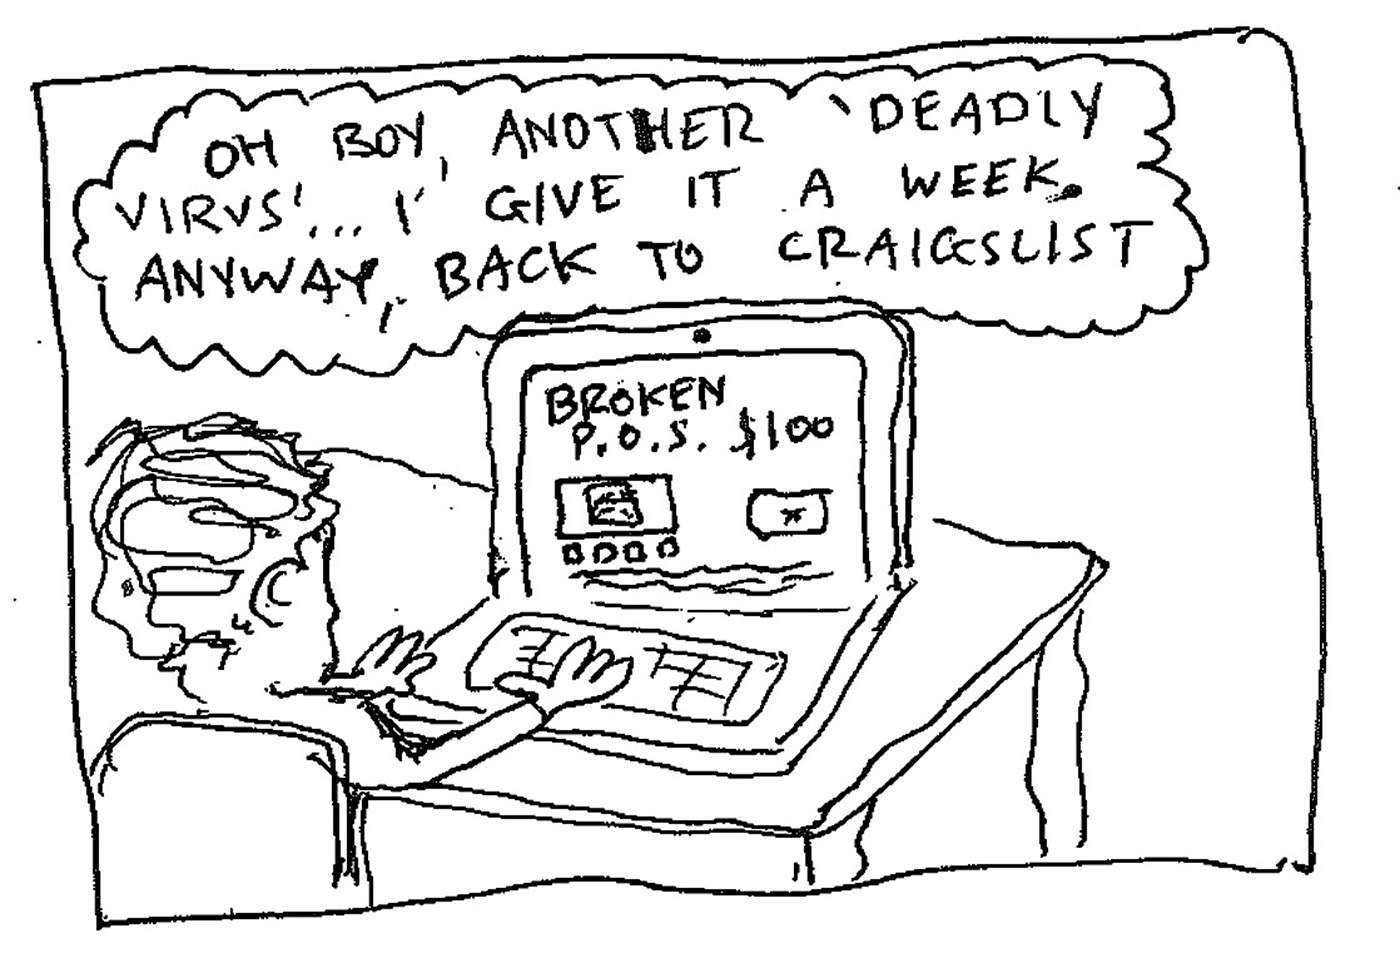 OH BOY, ANOTHER 'DEADLY
VIRUS'... I GIVE IT A WEEK.
ANYWAY, BACK TO CRAIGSLIST
BROKEN
P.O.S. $100